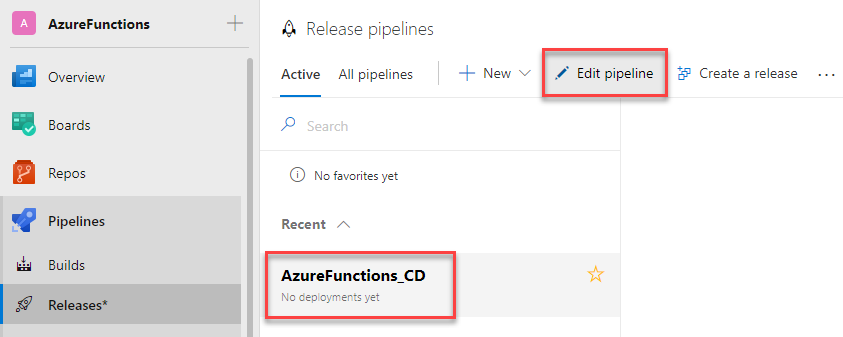 A AzureFunctions
Overview
Boards
Repos
Pipelines
Builds
Releases*
Release pipelines
Active All pipelines New Edit pipeline Create a release ...
Search
No favorites yet
Recent
AzureFunctions_CD
No deployments yet